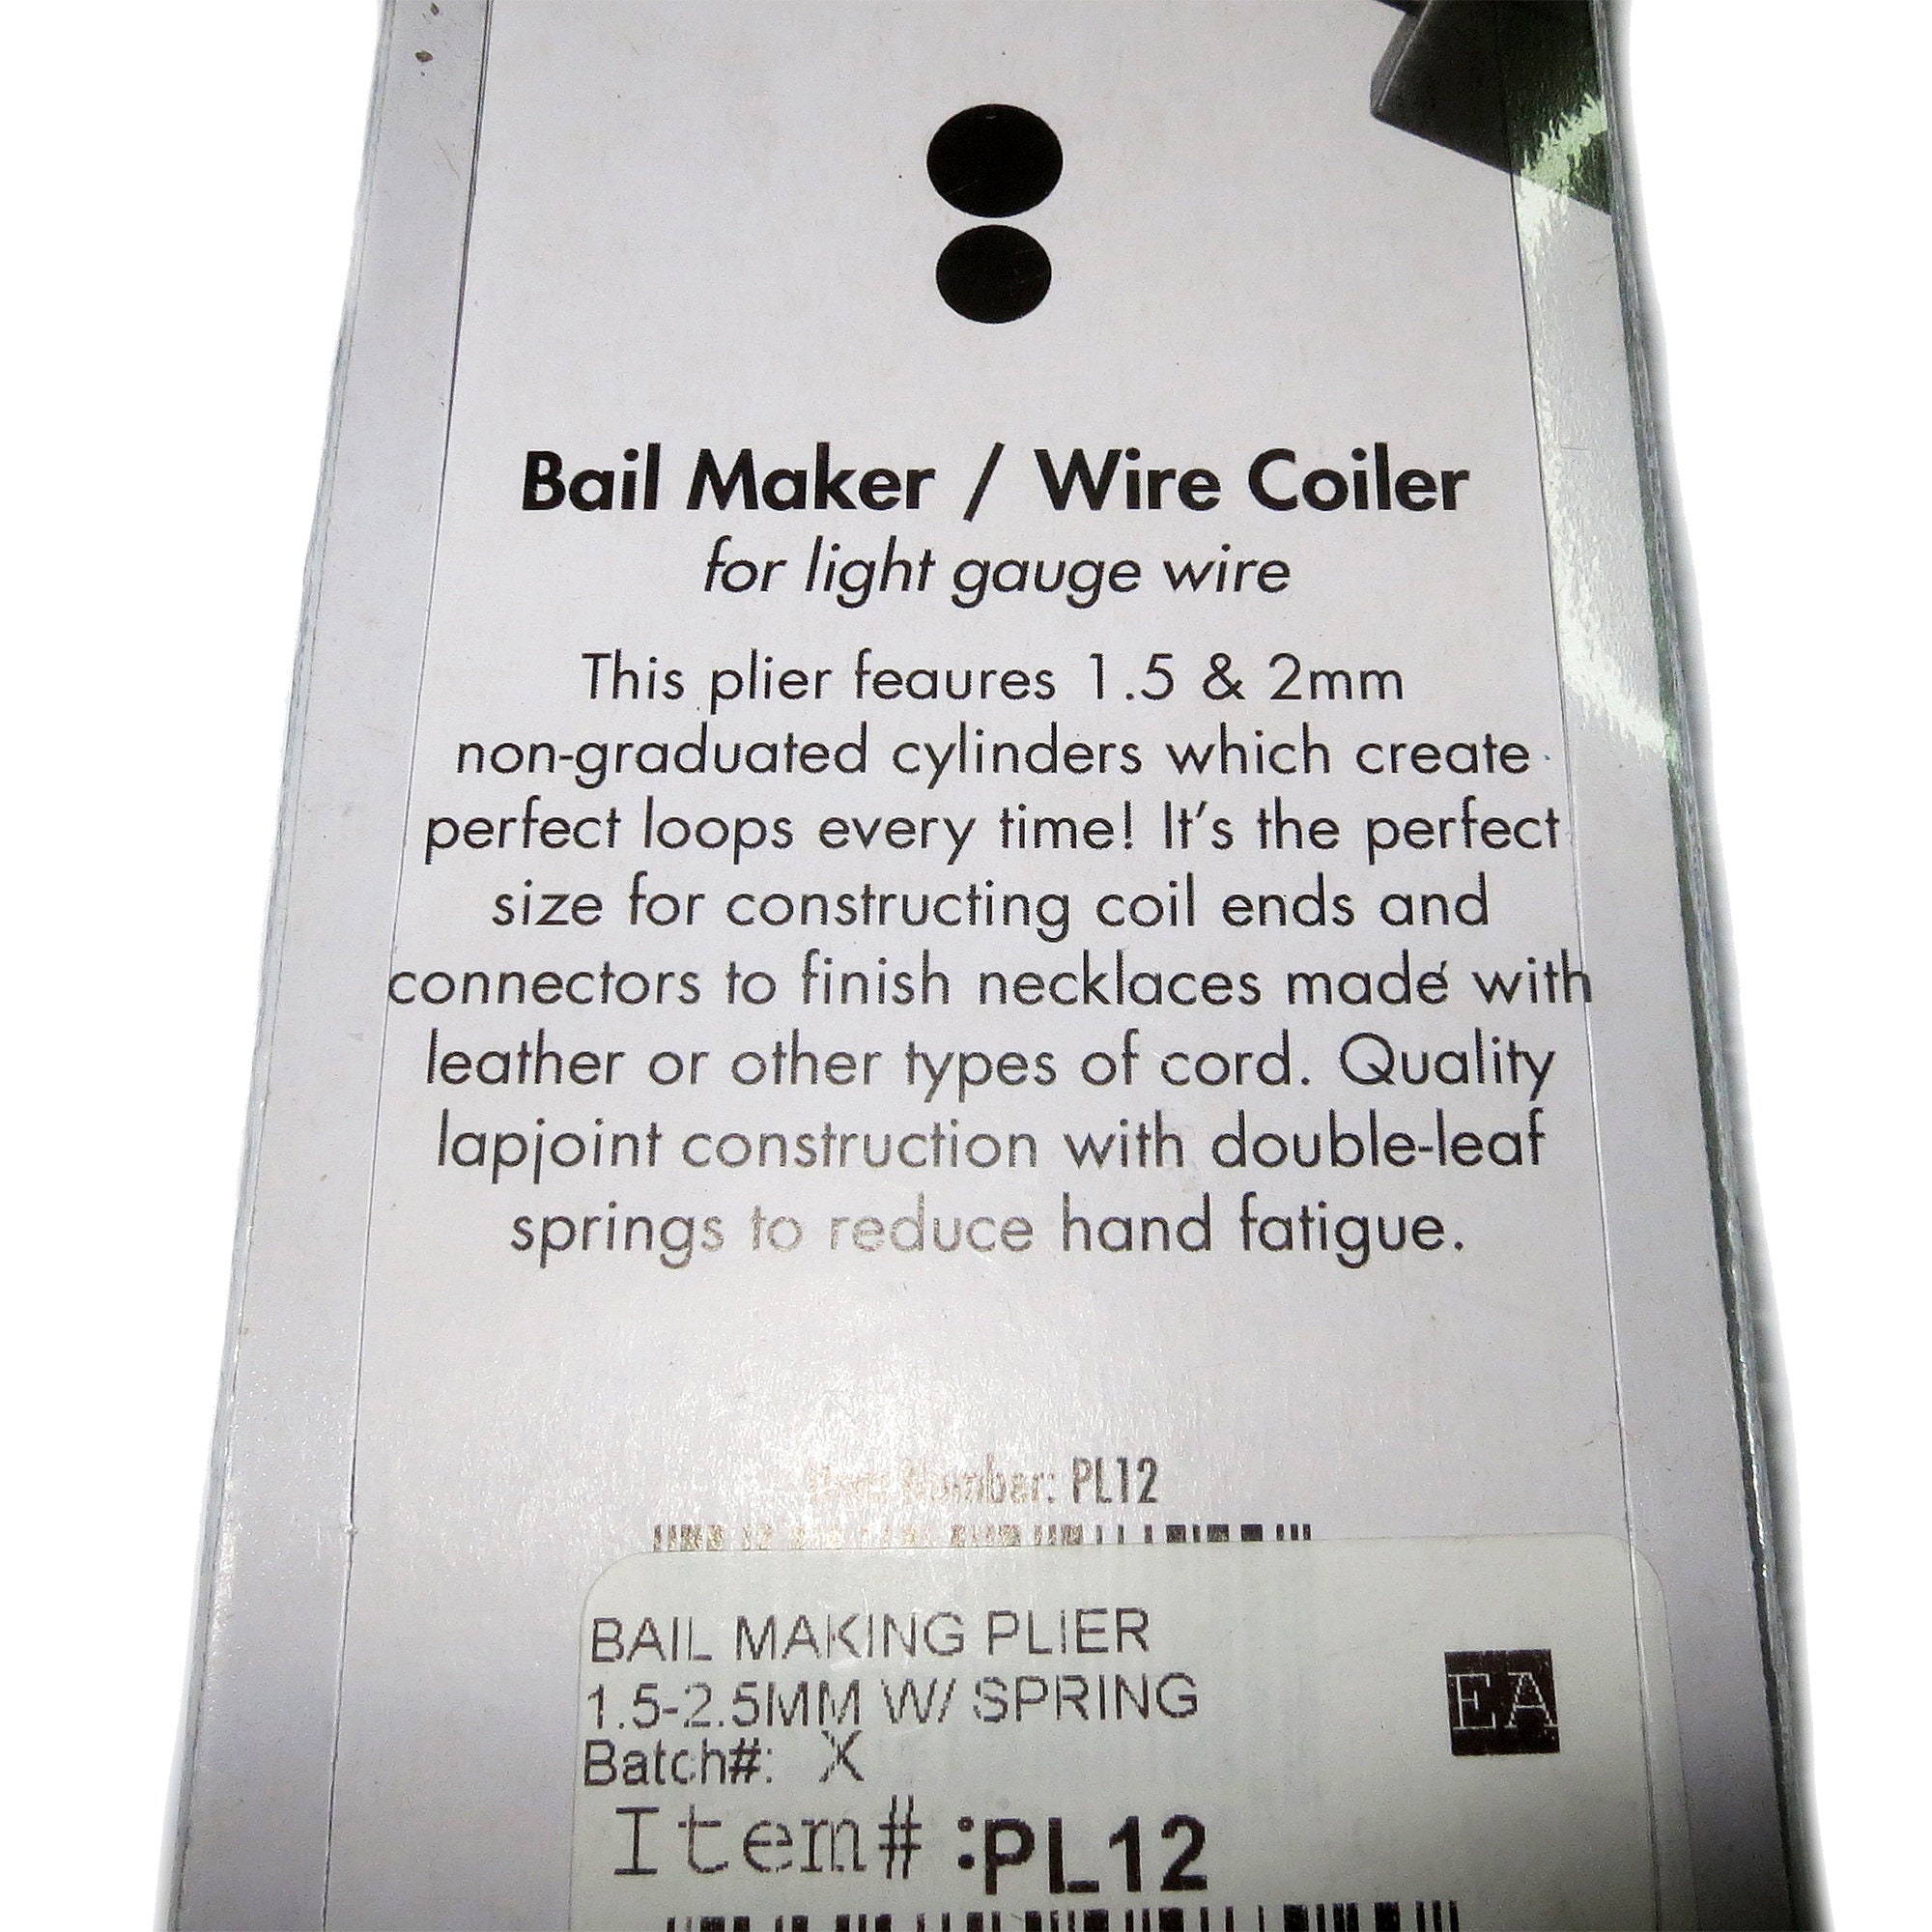 Bail Maker / Wire Coiler
for light gauge wire
This plier feaures 1.5 & 2mm
non-graduated cylinders which create
perfect loops every time! It's the perfect
size for constructing coil ends and
connectors to finish necklaces made with
leather or other types of cord. Quality
lapjoint construction with double-leaf
springs to reduce hand fatigue.
Number: PL12
BAIL MAKING PLIER
1.5-2.5MM W/ SPRING
EA
Batch#: X
Item# :PL12